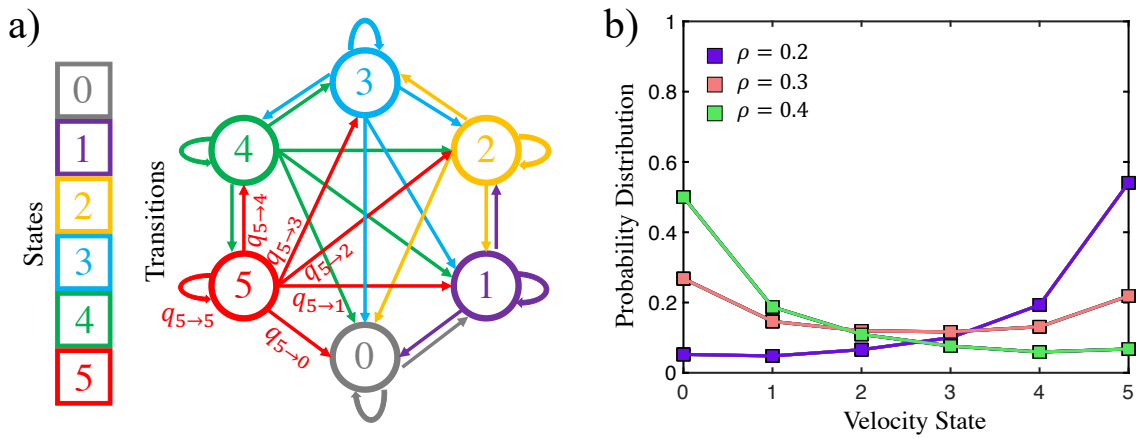 a)
States
0
1
2
3
4
5
Transitions
3
4
2
5
1
0
q5→4
q5→3
q5→2
q5→1
q5→5
q5→0
b)
Probability Distribution
1
0.8
0.6
0.4
0.2
0
ρ = 0.2
ρ = 0.3
ρ = 0.4
0 1 2 3 4 5
Velocity State